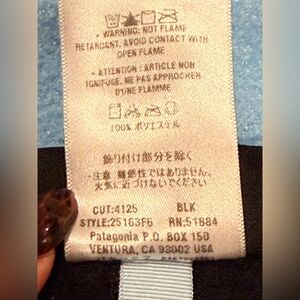 • WARNING: NOT FLAME
RETARDANT, AVOID CONTACT WITH
OPEN FLAME
• ATTENTION: ARTICLE NON
IGNIFUGE. NE PAS APPROCHER
D'UNE FLAMME
100% ポリエステル
飾り付け部分を除く
・注意 難燃性ではありません。
火気に近づけないでください
CUT:4125 BLK
STYLE:25163F6 RN:51884
Patagonia P.O. BOX 150
VENTURA, CA 93002 USA